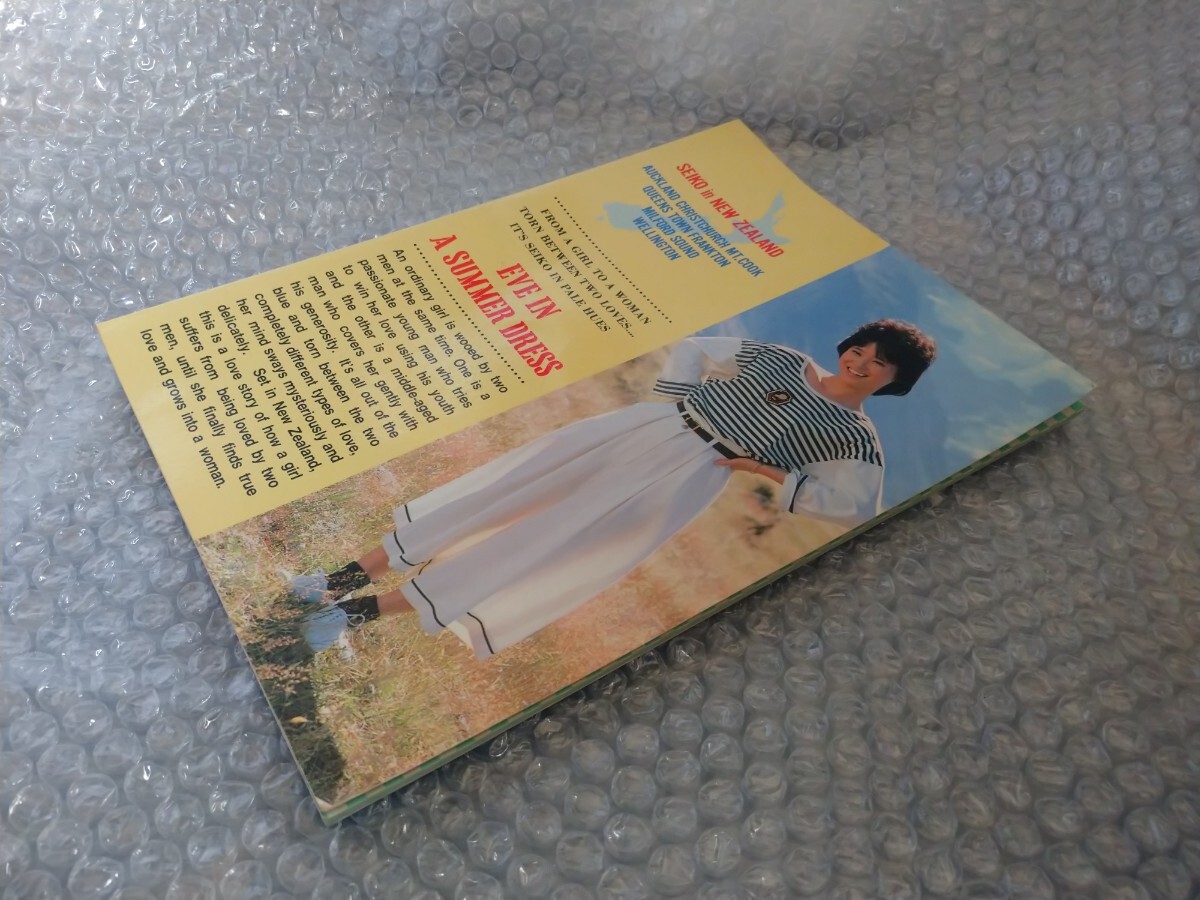 SEIKO in NEW ZEALAND
AUCKLAND CHRISTCHURCH MT.COOK
QUEENS TOWN FRANKTON
MILFORD SOUND
WELLINGTON
FROM A GIRL TO A WOMAN
TORN BETWEEN TWO LOVES...
IT'S SEIKO IN PALE HUES
EVE IN
A SUMMER DRESS
An ordinary girl is wooed by two
men at the same time. One is a
passionate young man who tries
to win her love using his youth
and the other is a middle-aged
man who covers her gently with
his generosity. It's all out of the
blue and torn between the two
completely different types of love,
her mind sways mysteriously and
delicately. Set in New Zealand,
this is a love story of how a girl
suffers from being loved by two
men, until she finally finds true
love and grows into a woman.